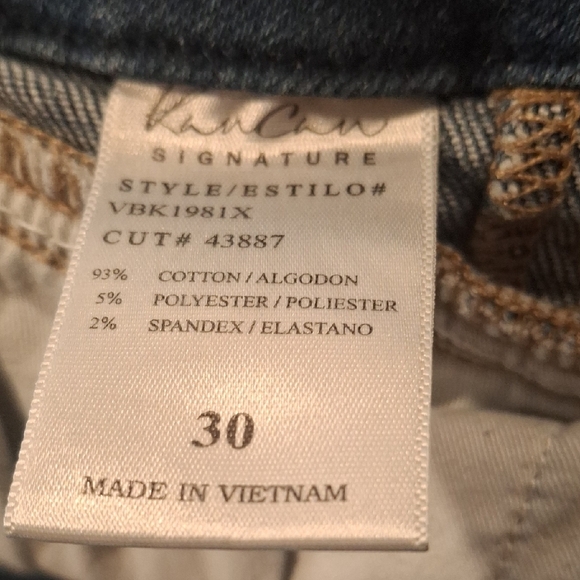 KanCan
SIGNATURE
STYLE/ESTILO#
VBK1981X
CUT# 43887
93% COTTON/ALGODON
5% POLYESTER/POLIESTER
2% SPANDEX/ELASTANO
30
MADE IN VIETNAM